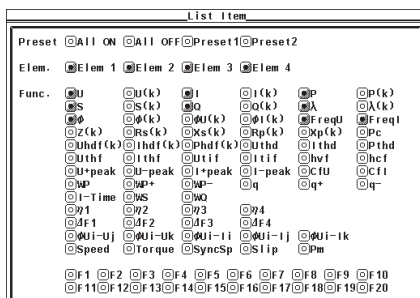 List Item
Preset All ON All OFF Preset1 Preset2
Elem. Elem 1 Elem 2 Elem 3 Elem 4
Func. U U(k) I I(k) P P(k)
S S(k) Q Q(k) λ λ(k)
Φ Φ(k) ΦU(k) ΦI(k) FreqU FreqI
Z(k) Rs(k) Xs(k) Rp(k) Xp(k) Pc
Uhdf(k) Ihdf(k) Phdf(k) Uthd Ithd Pthd
Uthf Ithf Utif Itif hvf hcf
U+peak U-peak I+peak I-peak CfU CfI
WP WP+ WP- q q+ q-
I-Time WS WQ
η1 η2 η3 η4
ΔF1 ΔF2 ΔF3 ΔF4
ΦUi-Uj ΦUi-Uk ΦUi-Ii ΦUi-Ij ΦUi-Ik
Speed Torque SyncSp Slip Pm
F1 F2 F3 F4 F5 F6 F7 F8 F9 F10
F11 F12 F13 F14 F15 F16 F17 F18 F19 F20